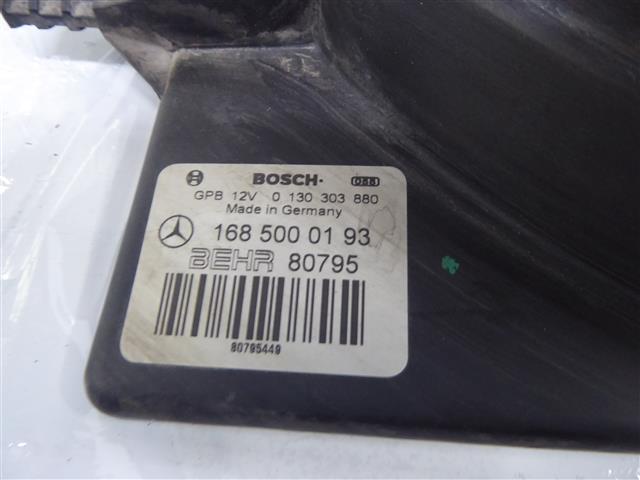 BOSCH
GPB 12V 0 130 303 880
Made in Germany
168 500 01 93
BEHR 80795
80795449